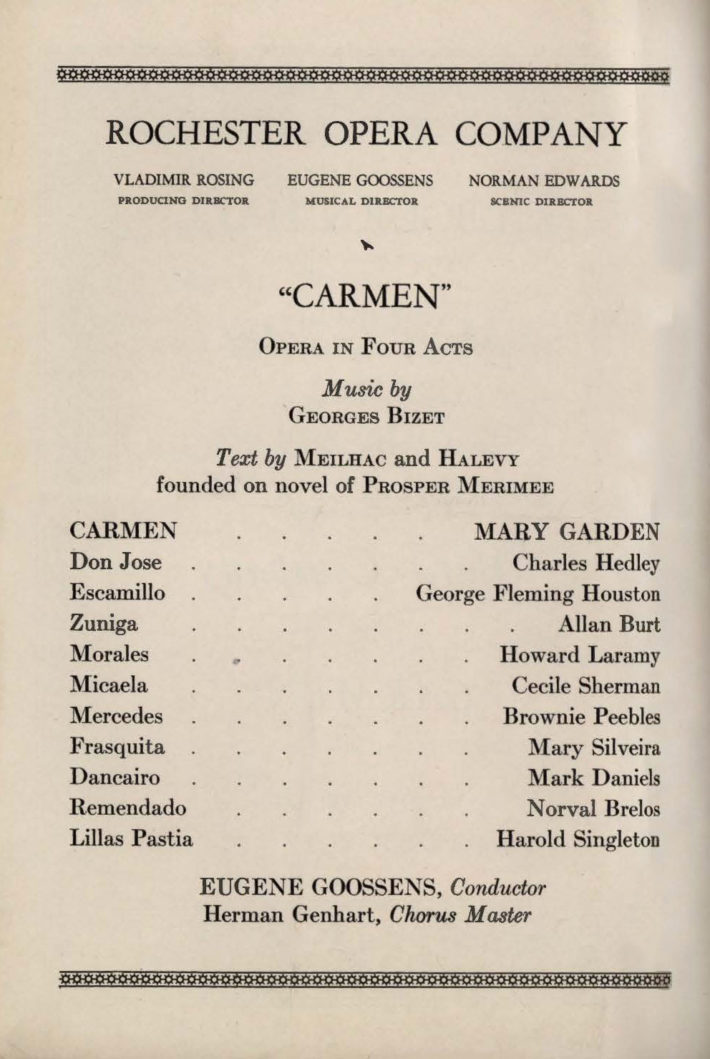 ROCHESTER OPERA COMPANY
VLADIMIR ROSING EUGENE GOOSSENS NORMAN EDWARDS
PRODUCING DIRECTOR MUSICAL DIRECTOR SCENIC DIRECTOR
“CARMEN”
OPERA IN FOUR ACTS
Music by
GEORGES BIZET
Text by MEILHAC and HALEVY
founded on novel of PROSPER MERIMEE
CARMEN . . . . . MARY GARDEN
Don Jose . . . . . . . Charles Hedley
Escamillo . . . . . George Fleming Houston
Zuniga . . . . . . . . Allan Burt
Morales . . . . . . . Howard Laramy
Micaela . . . . . . . Cecile Sherman
Mercedes . . . . . . . Brownie Peebles
Frasquita . . . . . . . Mary Silveira
Dancairo . . . . . . . Mark Daniels
Remendado . . . . . . Norval Brelos
Lillas Pastia . . . . . . Harold Singleton
EUGENE GOOSSENS, Conductor
Herman Genhart, Chorus Master